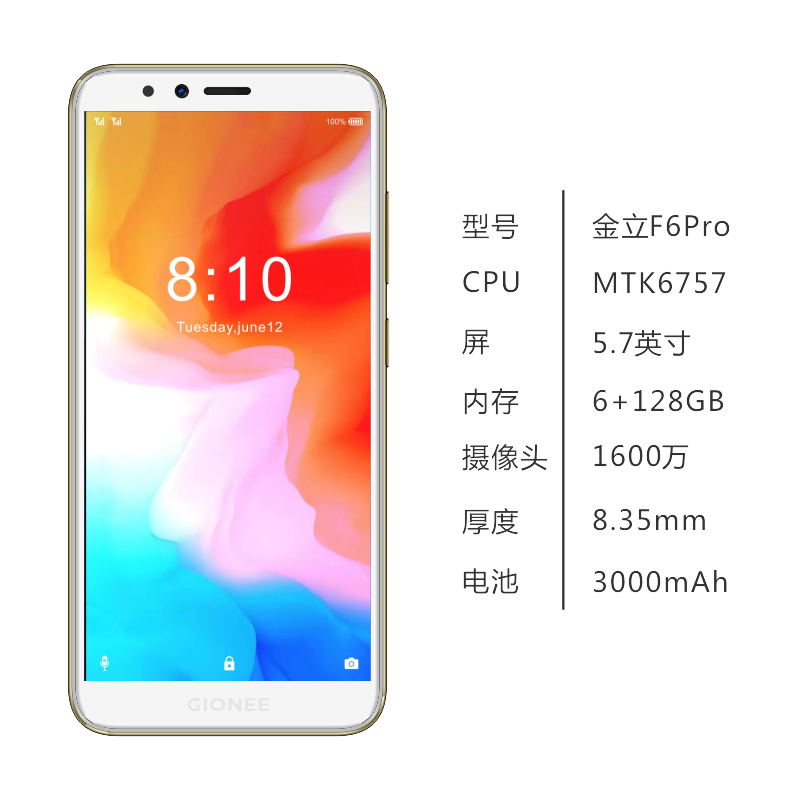 100%
8:10
Tuesday,june12
GIONEE
型号 金立F6Pro
CPU MTK6757
屏 5.7英寸
内存 6+128GB
摄像头 1600万
厚度 8.35mm
电池 3000mAh